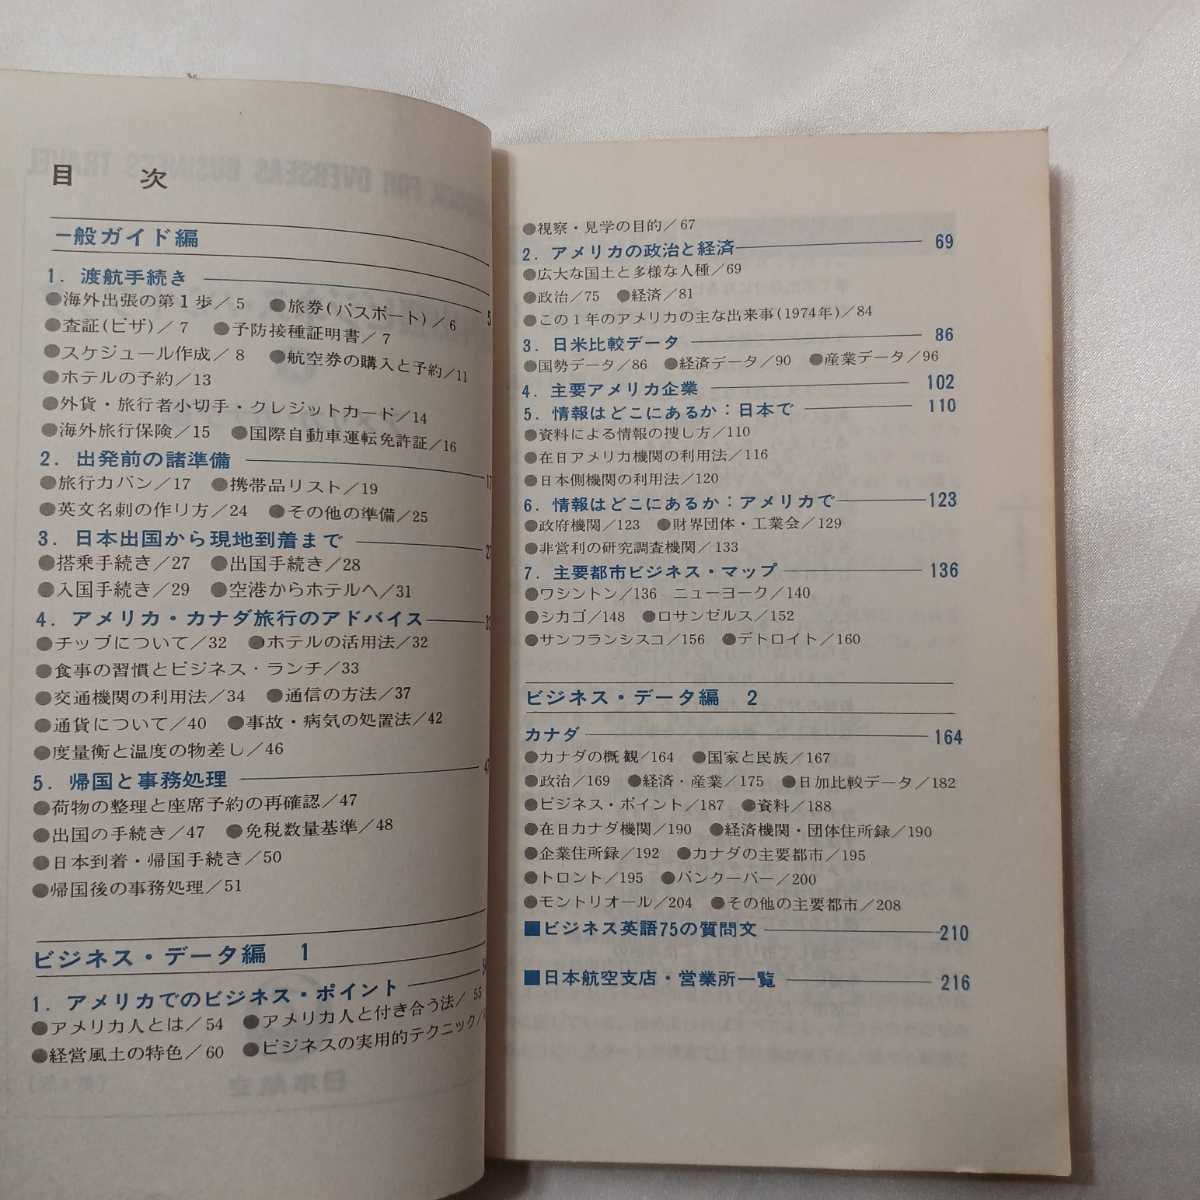 目 次
一般ガイド編
1. 渡航手続き 5
●海外出張の第1歩/5 ●旅券(パスポート)/6
●査証(ビザ)/7 ●予防接種証明書/7
●スケジュール作成/8 ●航空券の購入と予約/11
●ホテルの予約/13
●外貨・旅行者小切手・クレジットカード/14
●海外旅行保険/15 ●国際自動車運転免許証/16
2. 出発前の諸準備 17
●旅行カバン/17 ●携帯品リスト/19
●英文名刺の作り方/24 ●その他の準備/25
3. 日本出国から現地到着まで 27
●搭乗手続き/27 ●出国手続き/28
●入国手続き/29 ●空港からホテルへ/31
4. アメリカ・カナダ旅行のアドバイス
●チップについて/32 ●ホテルの活用法/32
●食事の習慣とビジネス・ランチ/33
●交通機関の利用法/34 ●通信の方法/37
●通貨について/40 ●事故・病気の処置法/42
●度量衡と温度の物差し/46
5. 帰国と事務処理
●荷物の整理と座席予約の再確認/47
●出国の手続き/47 ●免税数量基準/48
●日本到着・帰国手続き/50
●帰国後の事務処理/51
ビジネス・データ編 1
1. アメリカでのビジネス・ポイント
●アメリカ人とは/54 ●アメリカ人と付き合う法/55
●経営風土の特色/60 ●ビジネスの実用的テクニック/
●視察・見学の目的/67
2. アメリカの政治と経済 69
●広大な国土と多様な人種/69
●政治/75 ●経済/81
●この1年のアメリカの主な出来事(1974年)/84
3. 日米比較データ 86
●国勢データ/86 ●経済データ/90 ●産業データ/96
4. 主要アメリカ企業 102
5. 情報はどこにあるか:日本で 110
●資料による情報の捜し方/110
●在日アメリカ機関の利用法/116
●日本側機関の利用法/120
6. 情報はどこにあるか:アメリカで 123
●政府機関/123 ●財界団体・工業会/129
●非営利の研究調査機関/133
7. 主要都市ビジネス・マップ 136
●ワシントン/136 ニューヨーク/140
●シカゴ/148 ●ロサンゼルス/152
●サンフランシスコ/156 ●デトロイト/160
ビジネス・データ編 2
カナダ 164
●カナダの概観/164 ●国家と民族/167
●政治/169 ●経済・産業/175 ●日加比較データ/182
●ビジネス・ポイント/187 ●資料/188
●在日カナダ機関/190 ●経済機関・団体住所録/190
●企業住所録/192 ●カナダの主要都市/195
●トロント/195 ●バンクーバー/200
●モントリオール/204 ●その他の主要都市/208
■ビジネス英語75の質問文 210
■日本航空支店・営業所一覧 216